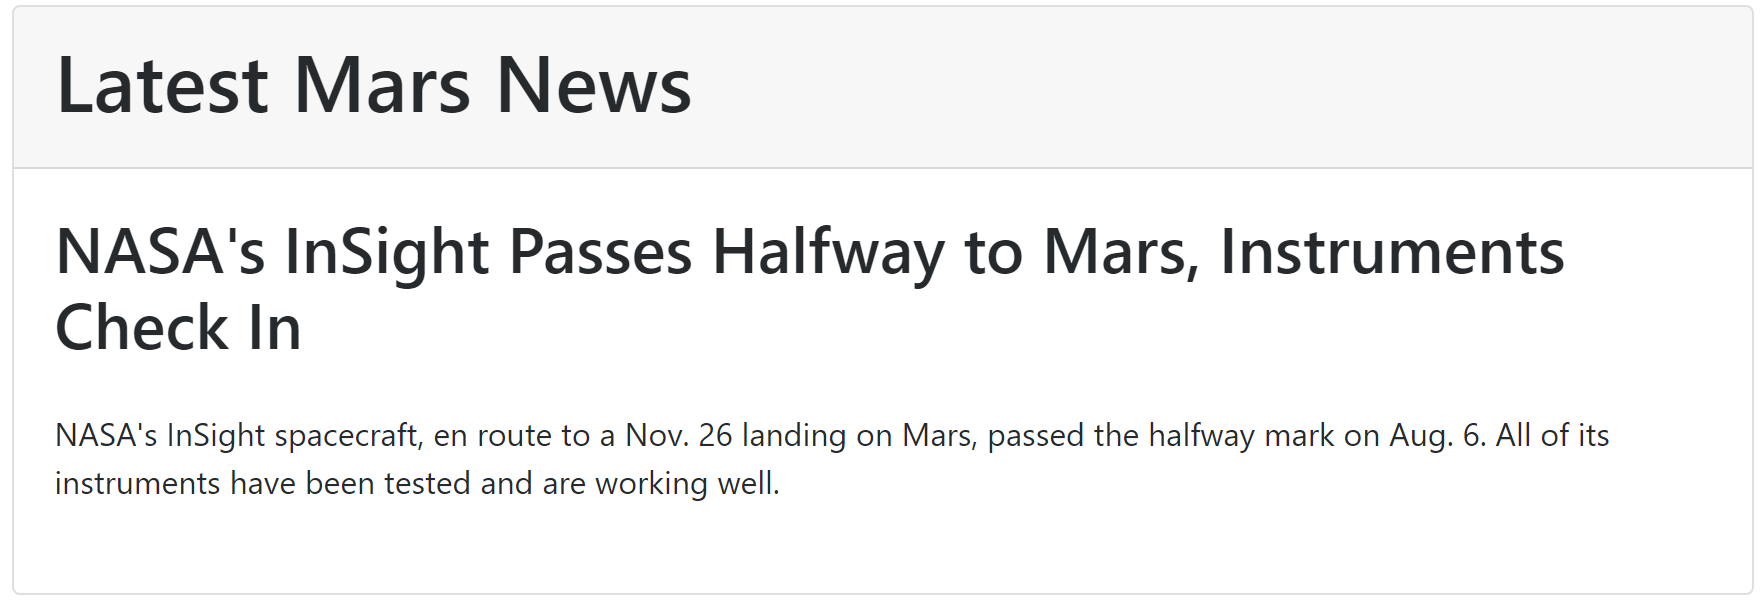 Latest Mars News
NASA's InSight Passes Halfway to Mars, Instruments
Check In
NASA's InSight spacecraft, en route to a Nov. 26 landing on Mars, passed the halfway mark on Aug. 6. All of its
instruments have been tested and are working well.